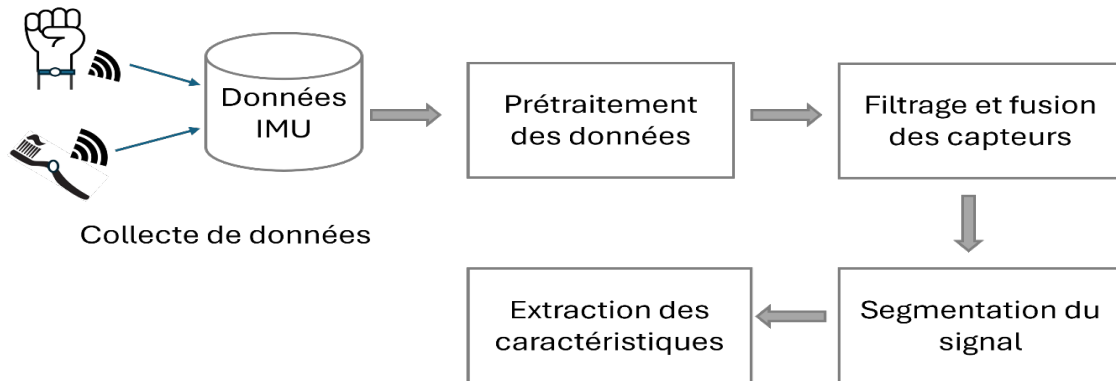 Données
IMU
Prétraitement
des données
Filtrage et fusion
des capteurs
Collecte de données
Extraction des
caractéristiques
Segmentation du
signal